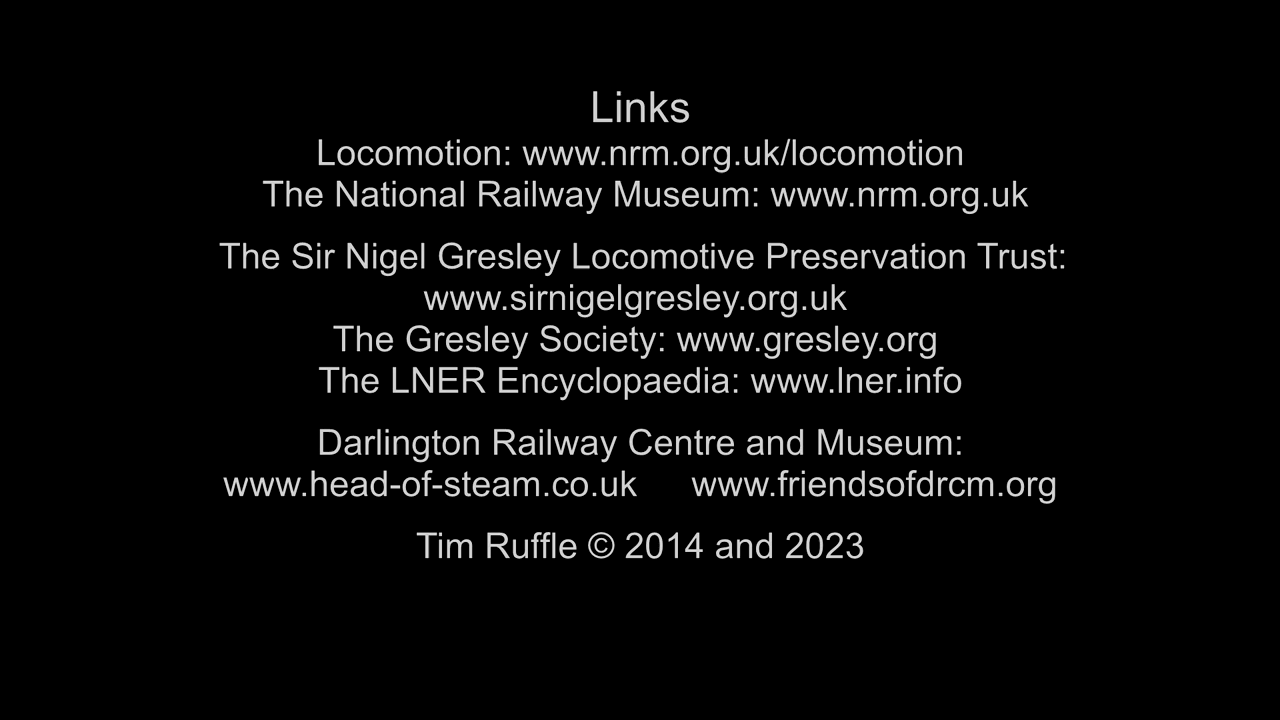 Links
Locomotion: www.nrm.org.uk/locomotion
The National Railway Museum: www.nrm.org.uk
The Sir Nigel Gresley Locomotive Preservation Trust:
www.sirnigelgresley.org.uk
The Gresley Society: www.gresley.org
The LNER Encyclopaedia: www.lner.info
Darlington Railway Centre and Museum:
www.head-of-steam.co.uk www.friendsofdrcm.org
Tim Ruffle © 2014 and 2023